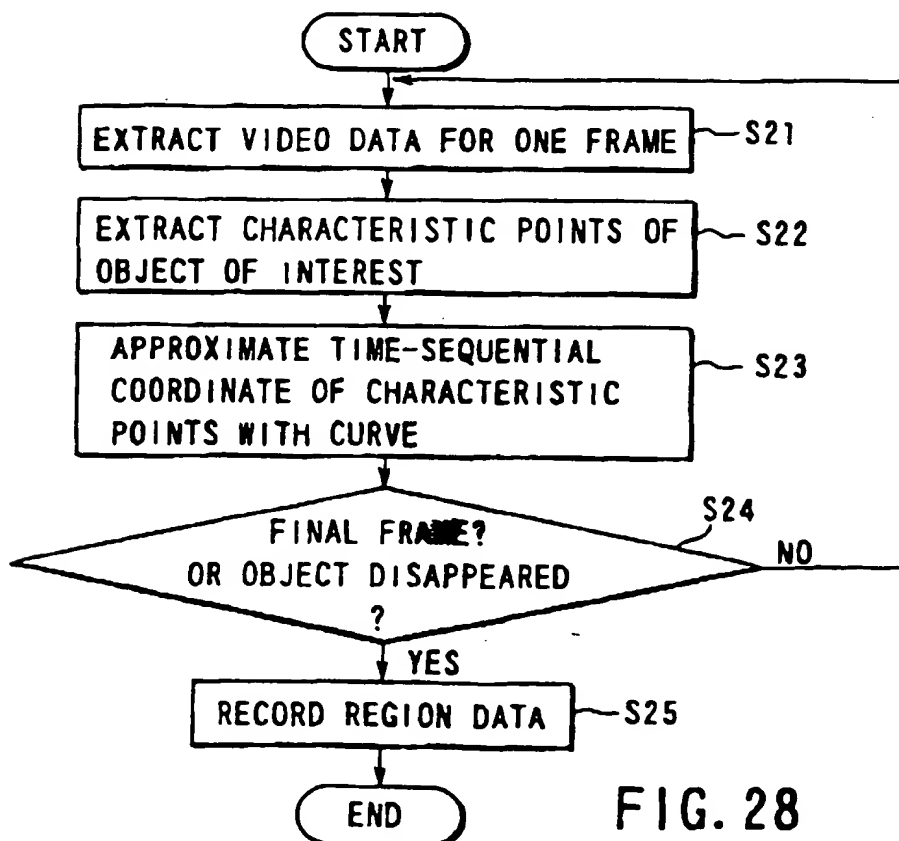 START
EXTRACT VIDEO DATA FOR ONE FRAME
S21
EXTRACT CHARACTERISTIC POINTS OF
OBJECT OF INTEREST
S22
APPROXIMATE TIME-SEQUENTIAL
COORDINATE OF CHARACTERISTIC
POINTS WITH CURVE
S23
FINAL FRAME?
OR OBJECT DISAPPEARED
?
S24
NO
YES
RECORD REGION DATA
S25
END
FIG. 28